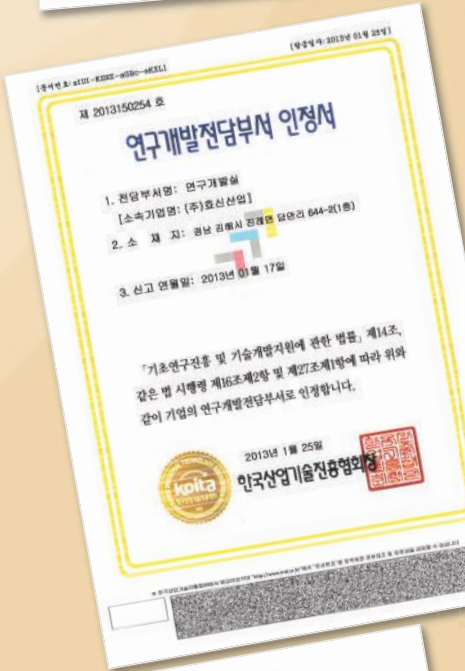 [발급일자: 2013년 01월 25일]
제 2013150254 호
연구개발전담부서 인정서
1. 전담부서명: 연구개발실
[소속기업명: (주)효신산업]
2. 소 재 지: 경남 김해시 진례면 담안리 644-2(1층)
3. 신고 연월일: 2013년 01월 17일
「기초연구진흥 및 기술개발지원에 관한 법률」 제14조,
같은 법 시행령 제16조제2항 및 제27조제1항에 따라 위와
같이 기업의 연구개발전담부서로 인정합니다.
2013년 1월 25일
한국산업기술진흥협회장
koita